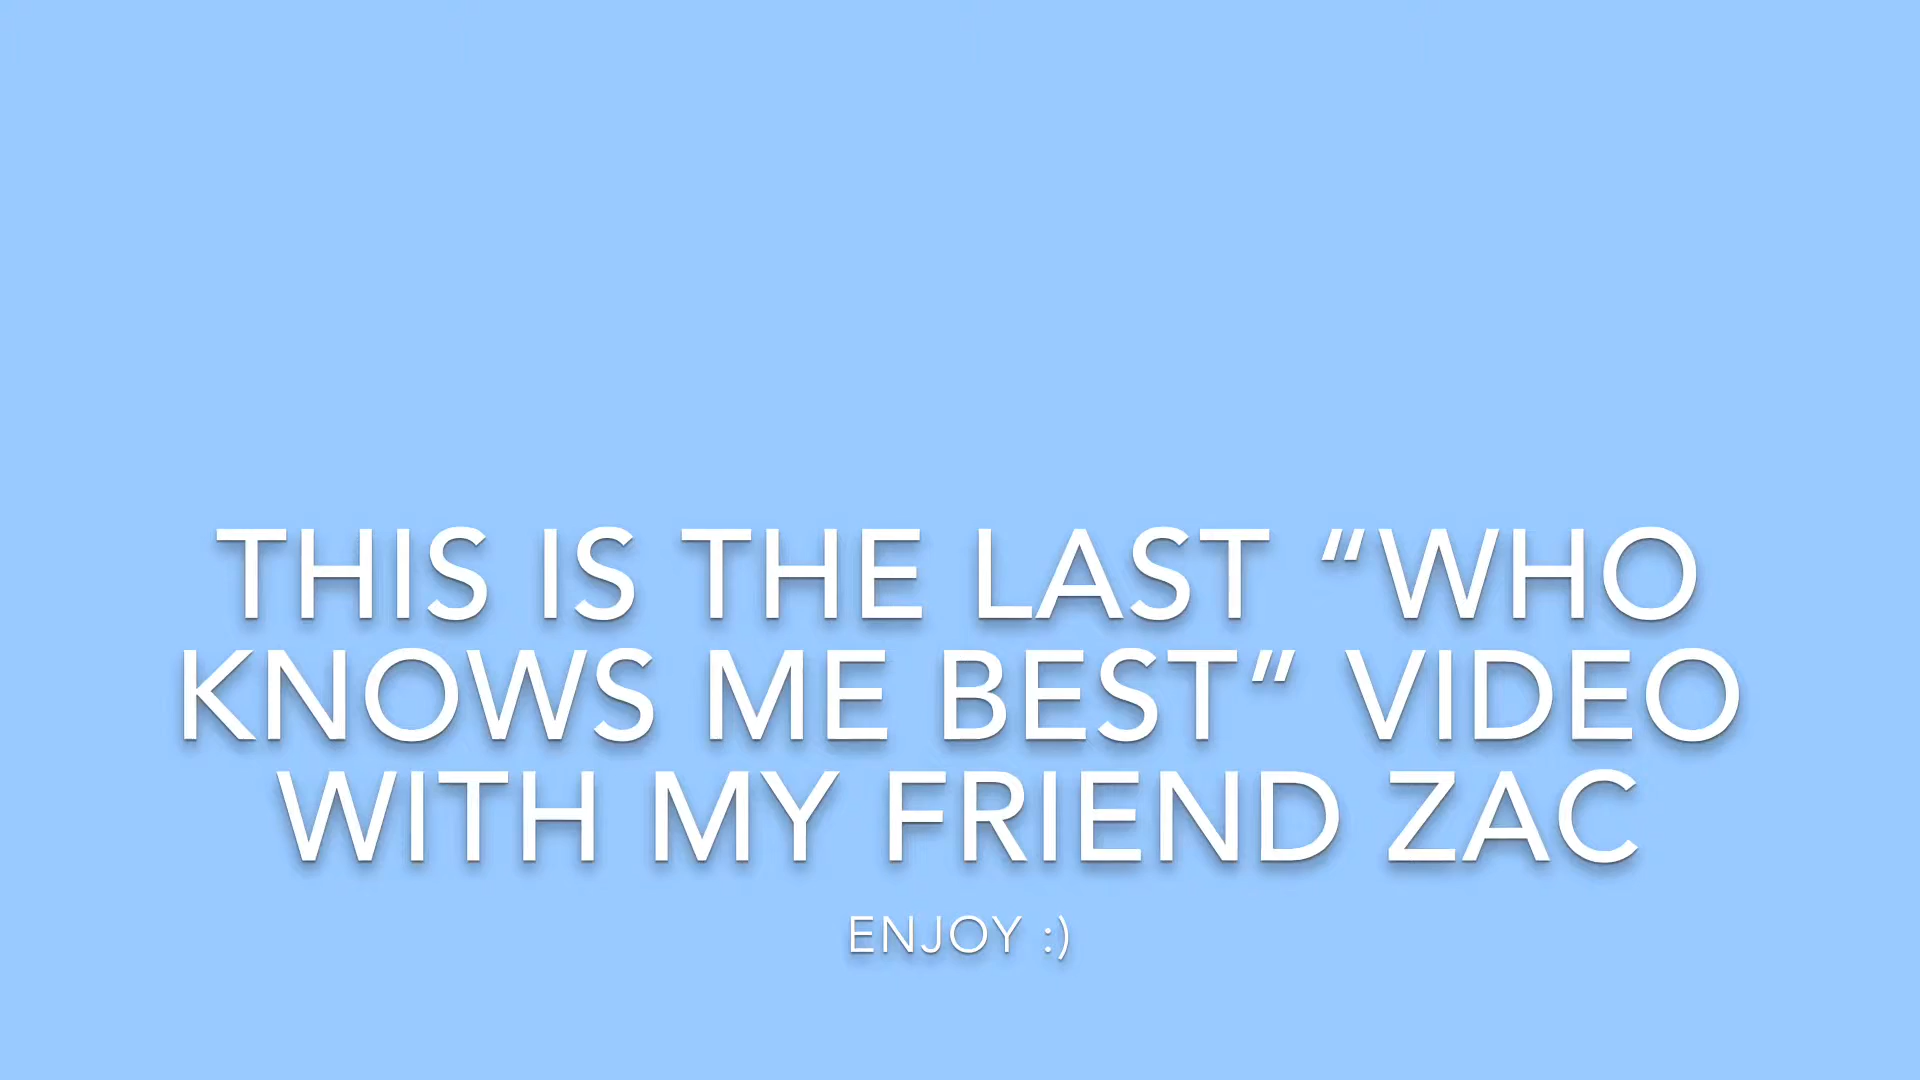 THIS IS THE LAST “WHO
KNOWS ME BEST” VIDEO
WITH MY FRIEND ZAC
ENJOY :)